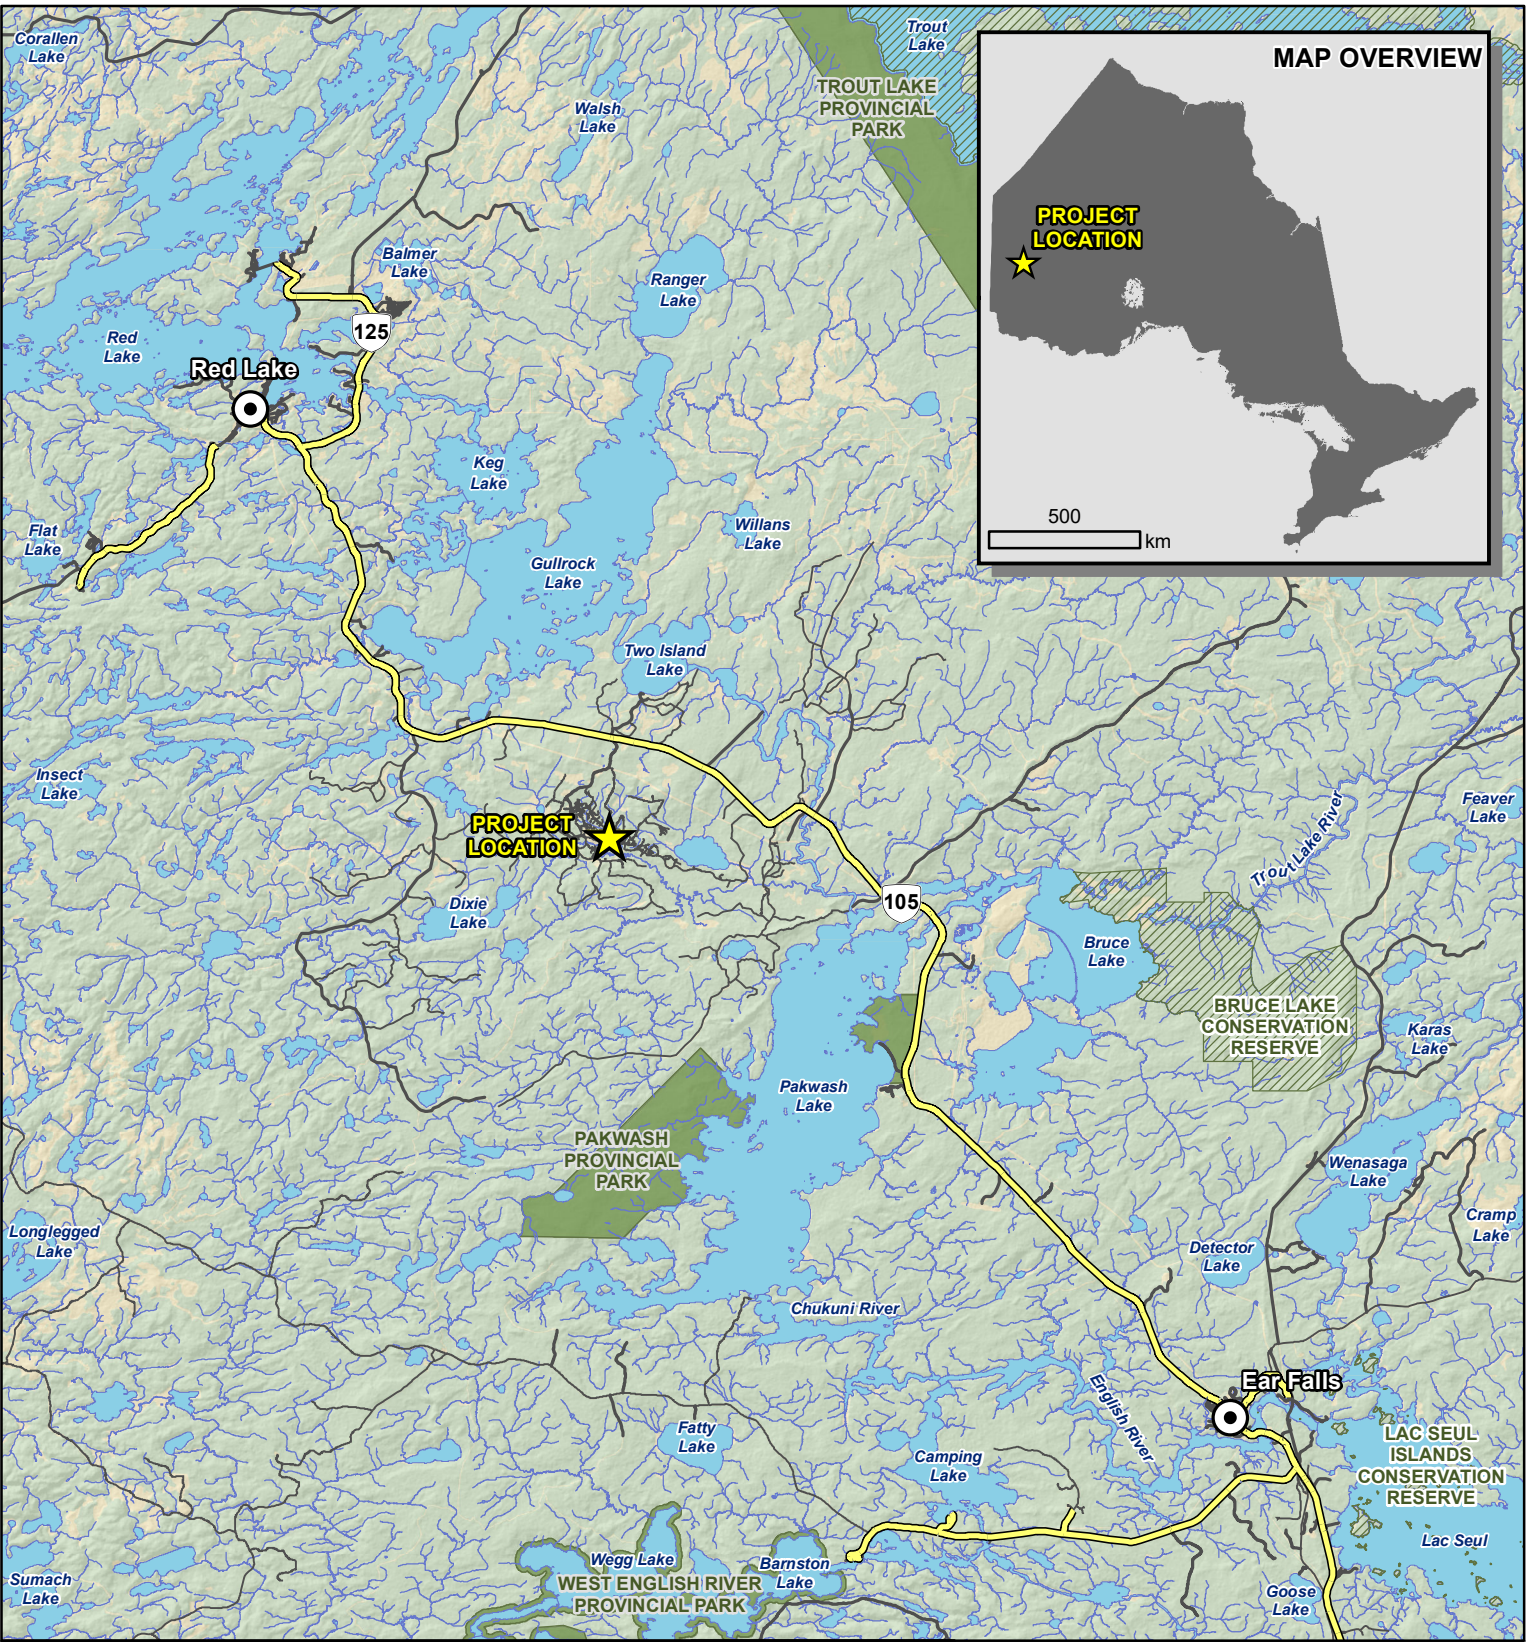 Corallen
Lake
Trout
Lake
MAP OVERVIEW
TROUT LAKE
PROVINCIAL
PARK
Walsh
Lake
PROJECT
LOCATION
Balmer
Lake
Ranger
Lake
125
Red
Lake
Red Lake
Keg
Lake
500
km
Flat
Lake
Willans
Lake
Gullrock
Lake
Two Island
Lake
Insect
Lake
Feaver
Lake
PROJECT
LOCATION
Trout Lake River
105
Dixie
Lake
Bruce
Lake
BRUCE LAKE
CONSERVATION
RESERVE
Karas
Lake
Pakwash
Lake
PAKWASH
PROVINCIAL
PARK
Wenasaga
Lake
Longlegged
Lake
Cramp
Lake
Detector
Lake
Chukuni River
Ear Falls
English River
Fatty
Lake
LAC SEUL
ISLANDS
CONSERVATION
RESERVE
Camping
Lake
Lac Seul
Wegg Lake
Barnston
Lake
WEST ENGLISH RIVER
PROVINCIAL PARK
Sumach
Lake
Goose
Lake